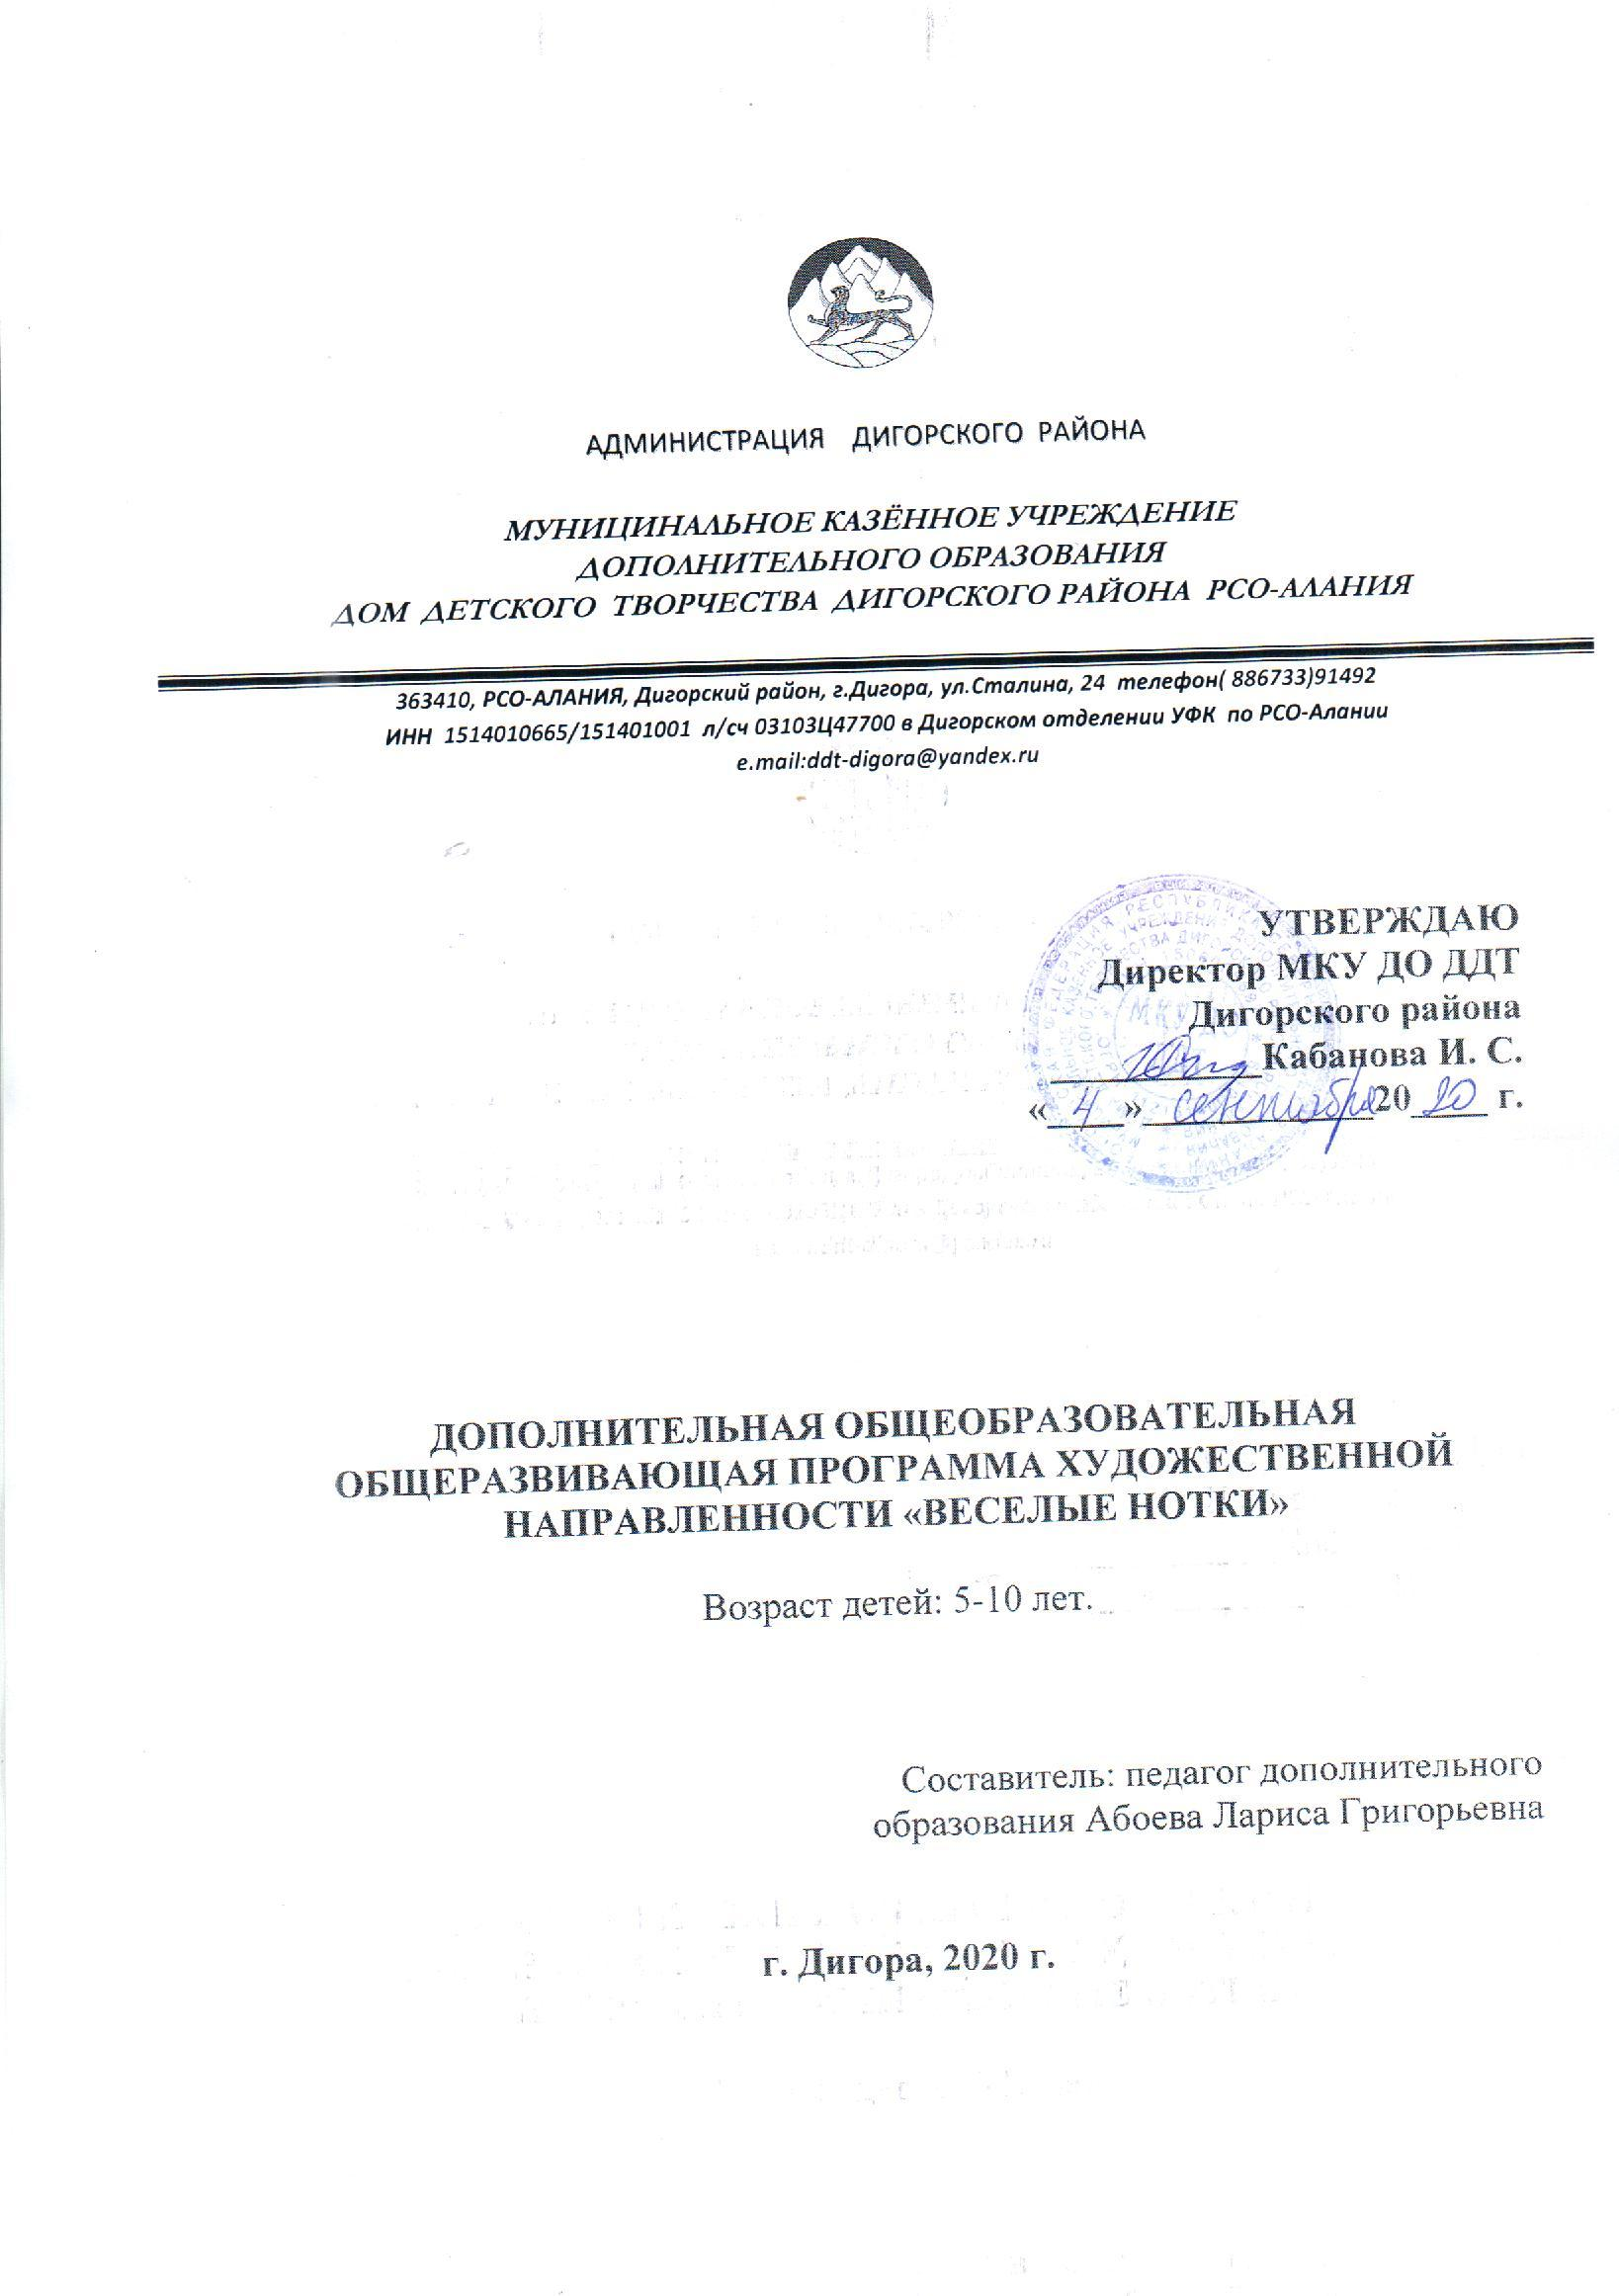 АДМИНИСТРАЦИЯ ДИГОРСКОГО РАЙОНА
МУНИЦИНАЛЬНОЕ КАЗЁННОЕ УЧРЕЖДЕНИЕ
ДОПОЛНИТЕЛЬНОГО ОБРАЗОВАНИЯ
ДОМ ДЕТСКОГО ТВОРЧЕСТВА ДИГОРСКОГО РАЙОНА РСО-АЛАНИЯ
363410, РСО-АЛАНИЯ, Дигорский район, г.Дигора, ул.Сталина, 24 телефон( 886733)91492
ИНН 1514010665/151401001 л/сч 03103Ц47700 в Дигорском отделении УФК по РСО-Алании
e.mail:ddt-digora@yandex.ru
УТВЕРЖДАЮ
Директор МКУ ДО ДДТ
Дигорского района
Кабанова И. С.
« 4 » сентября 20 20 г.
ДОПОЛНИТЕЛЬНАЯ ОБЩЕОБРАЗОВАТЕЛЬНАЯ
ОБЩЕРАЗВИВАЮЩАЯ ПРОГРАММА ХУДОЖЕСТВЕННОЙ
НАПРАВЛЕННОСТИ «ВЕСЕЛЫЕ НОТКИ»
Возраст детей: 5-10 лет.
Составитель: педагог дополнительного
образования Абоева Лариса Григорьевна
г. Дигора, 2020 г.